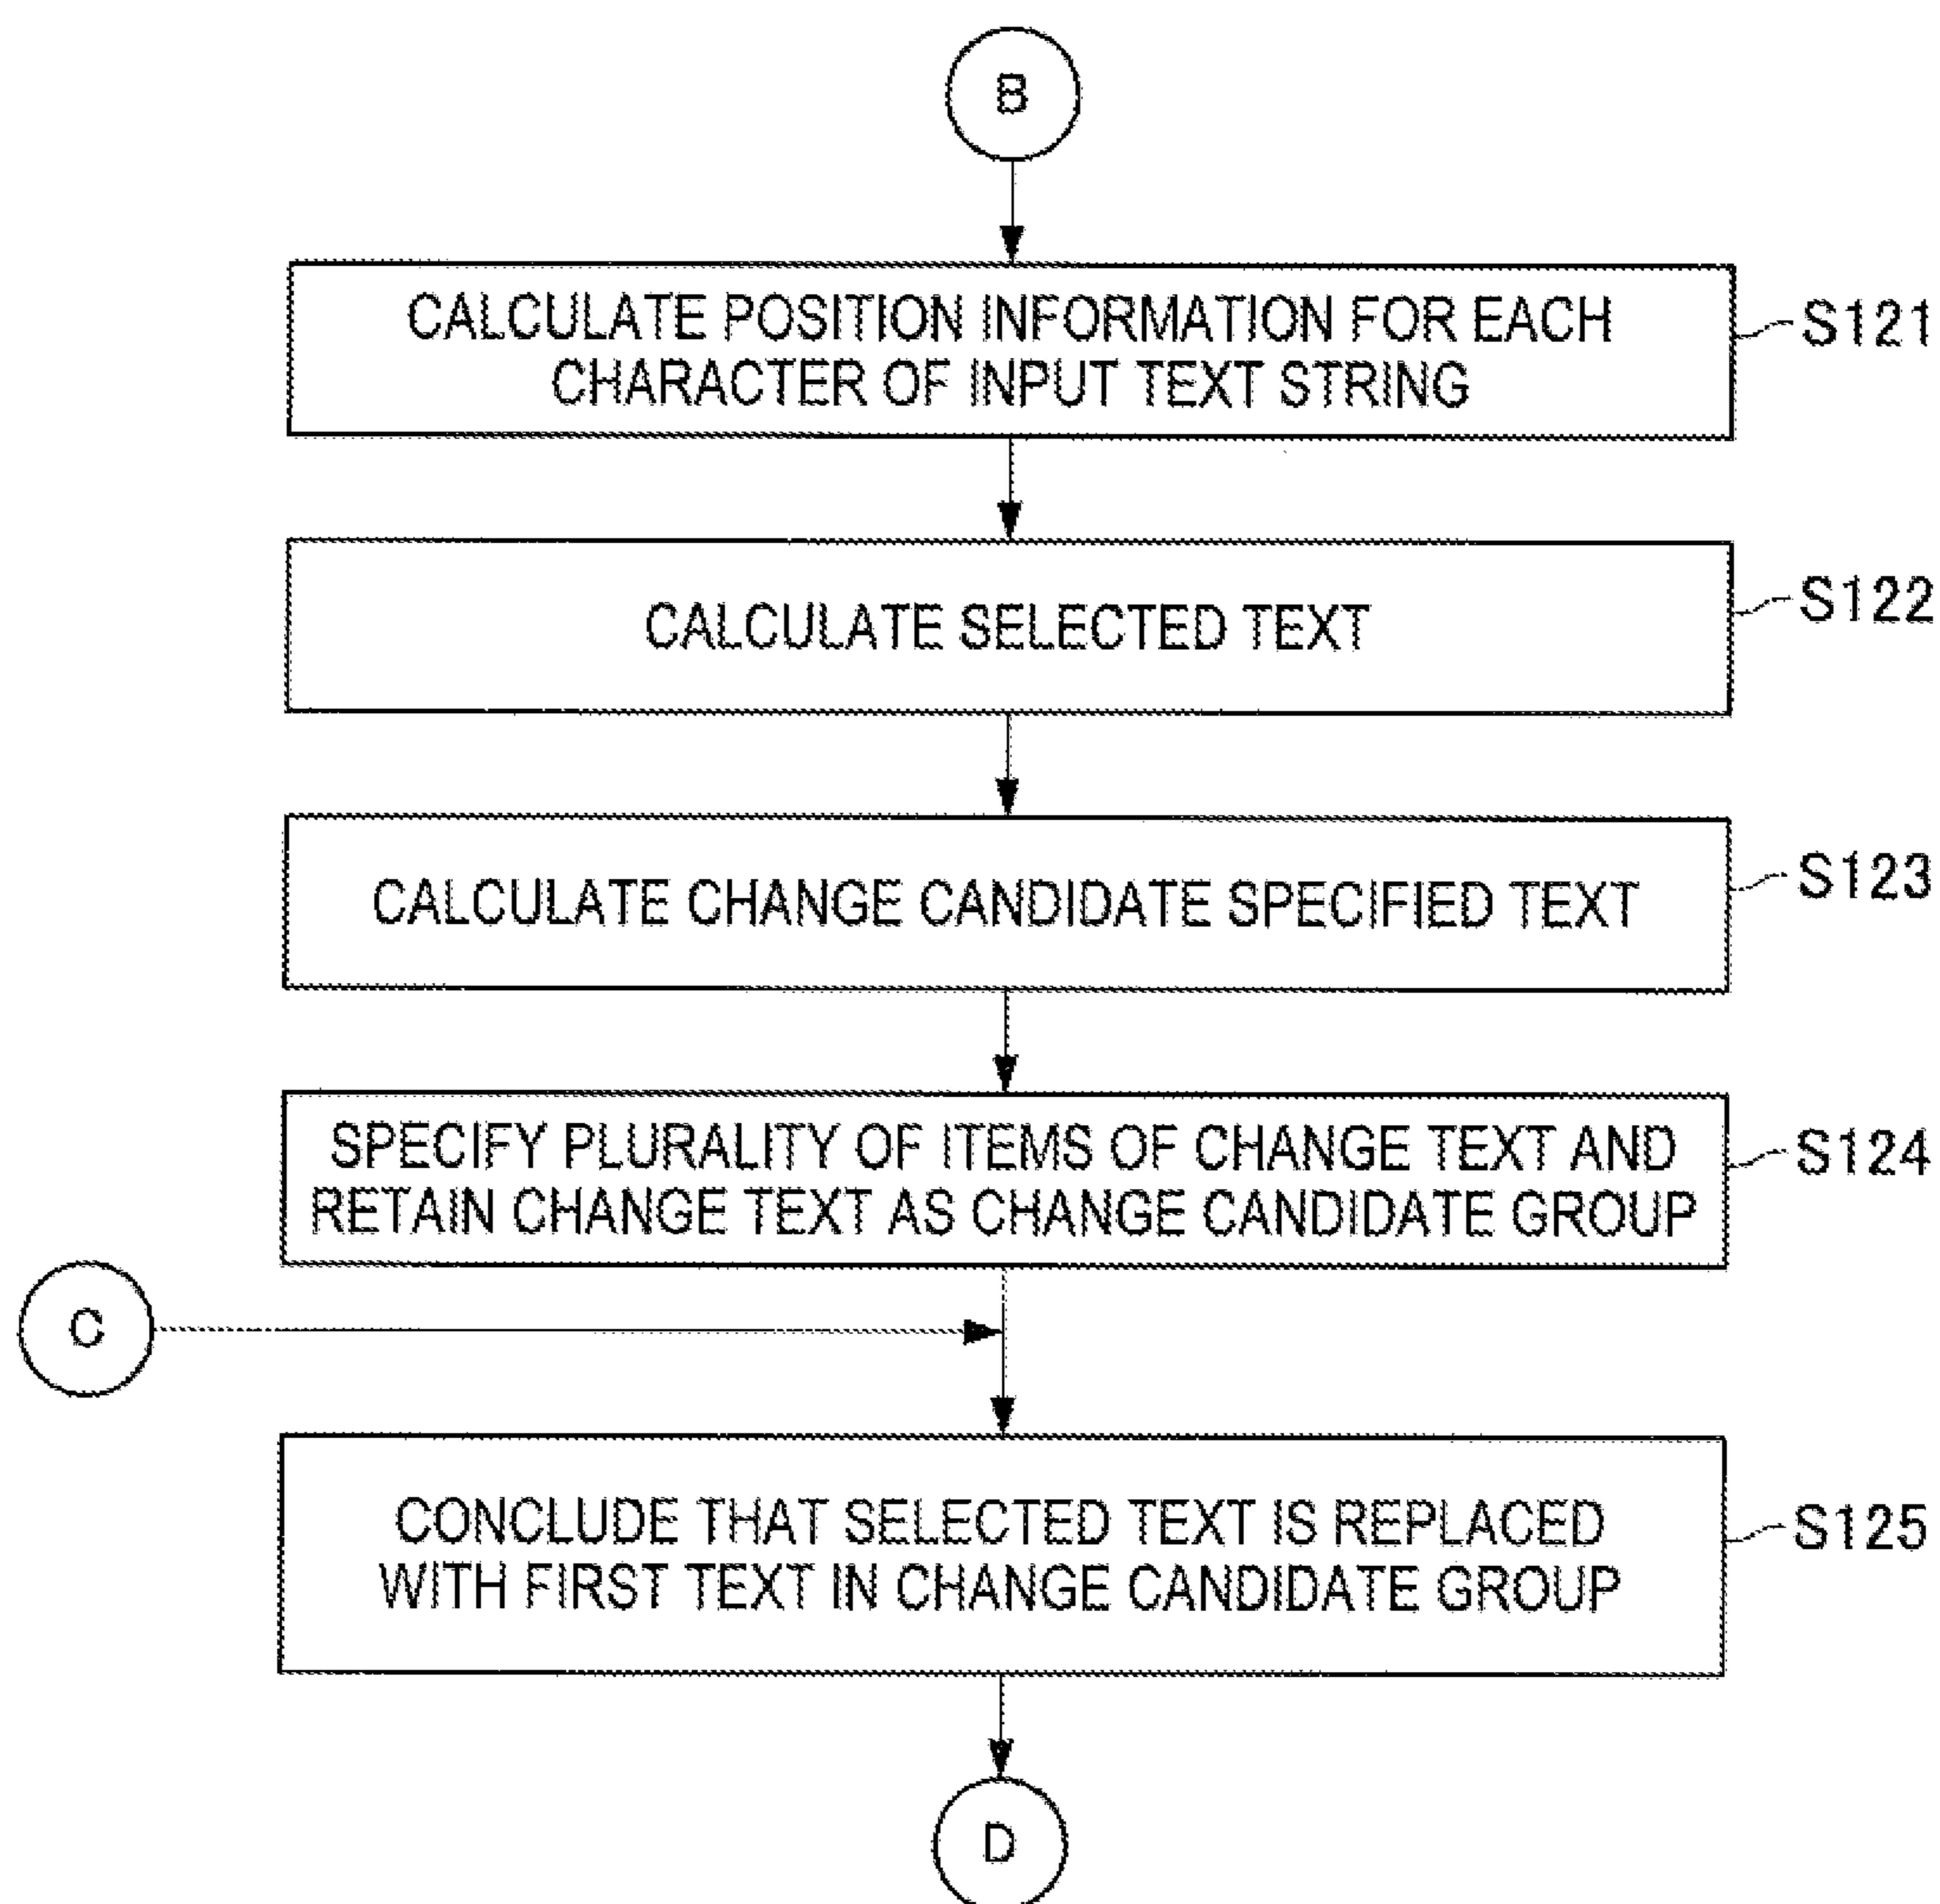 B
CALCULATE POSITION INFORMATION FOR EACH
CHARACTER OF INPUT TEXT STRING
S121
CALCULATE SELECTED TEXT
S122
CALCULATE CHANGE CANDIDATE SPECIFIED TEXT
S123
SPECIFY PLURALITY OF ITEMS OF CHANGE TEXT AND
RETAIN CHANGE TEXT AS CHANGE CANDIDATE GROUP
S124
C
CONCLUDE THAT SELECTED TEXT IS REPLACED
WITH FIRST TEXT IN CHANGE CANDIDATE GROUP
S125
D